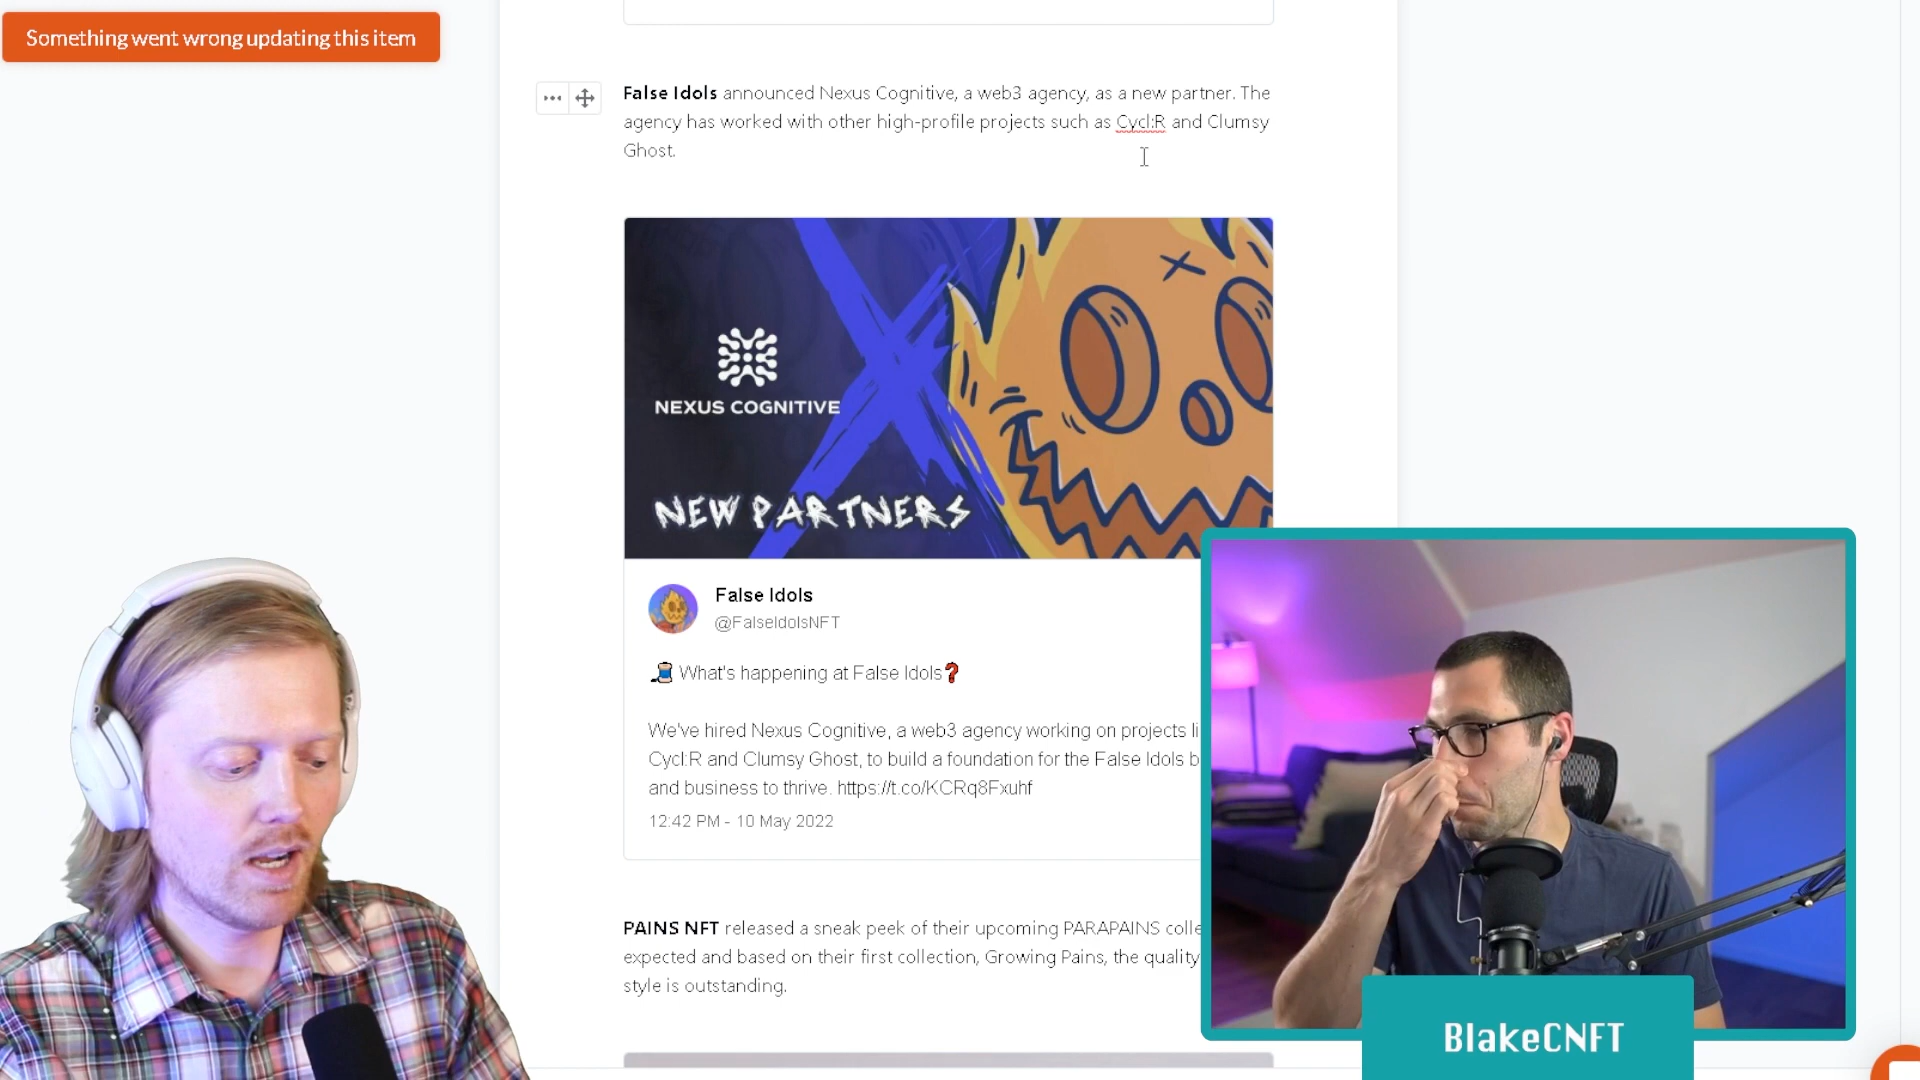 Something went wrong updating this item
False Idols announced Nexus Cognitive, a web3 agency, as a new partner. The
agency has worked with other high-profile projects such as Cycl:R and Clumsy
Ghost.
NEXUS COGNITIVE
NEW PARTNERS
False Idols
@FalseIdolsNFT
🧵 What's happening at False Idols❓
We've hired Nexus Cognitive, a web3 agency working on projects li
Cycl:R and Clumsy Ghost, to build a foundation for the False Idols b
and business to thrive. https://t.co/KCRq8Fxuhf
12:42 PM - 10 May 2022
PAINS NFT released a sneak peek of their upcoming PARAPAINS colle
expected and based on their first collection, Growing Pains, the quality
style is outstanding.
BlakeCNFT